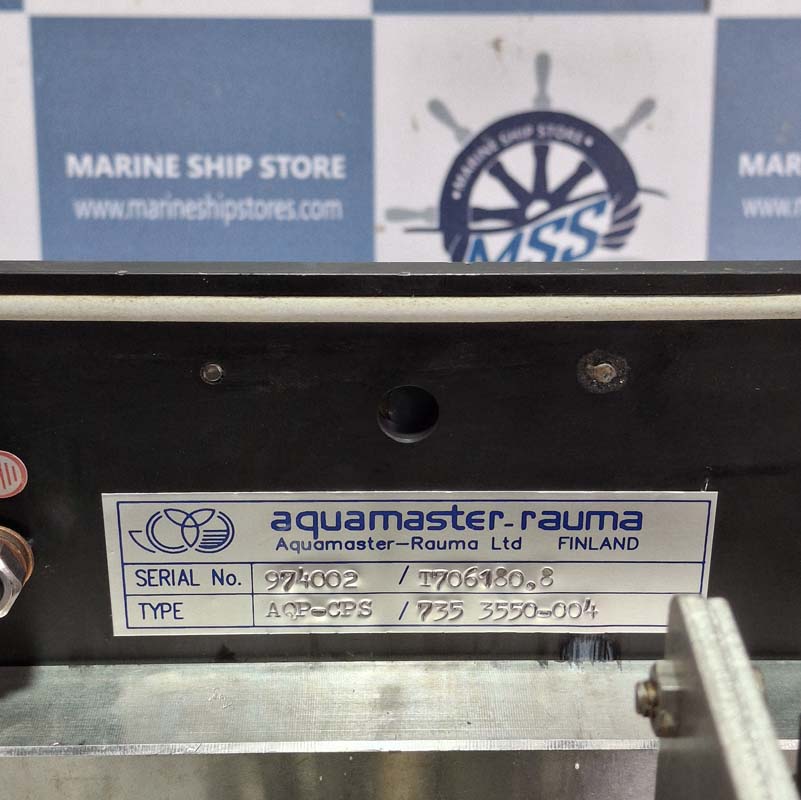 MARINE SHIP STORE
www.marineshipstores.com
MARINE SHIP STORE
MSS
MA
www.m
aquamaster-rauma
Aquamaster-Rauma Ltd FINLAND
SERIAL No. 974002 / T706180.8
TYPE AQP-CPS / 735 3550-004